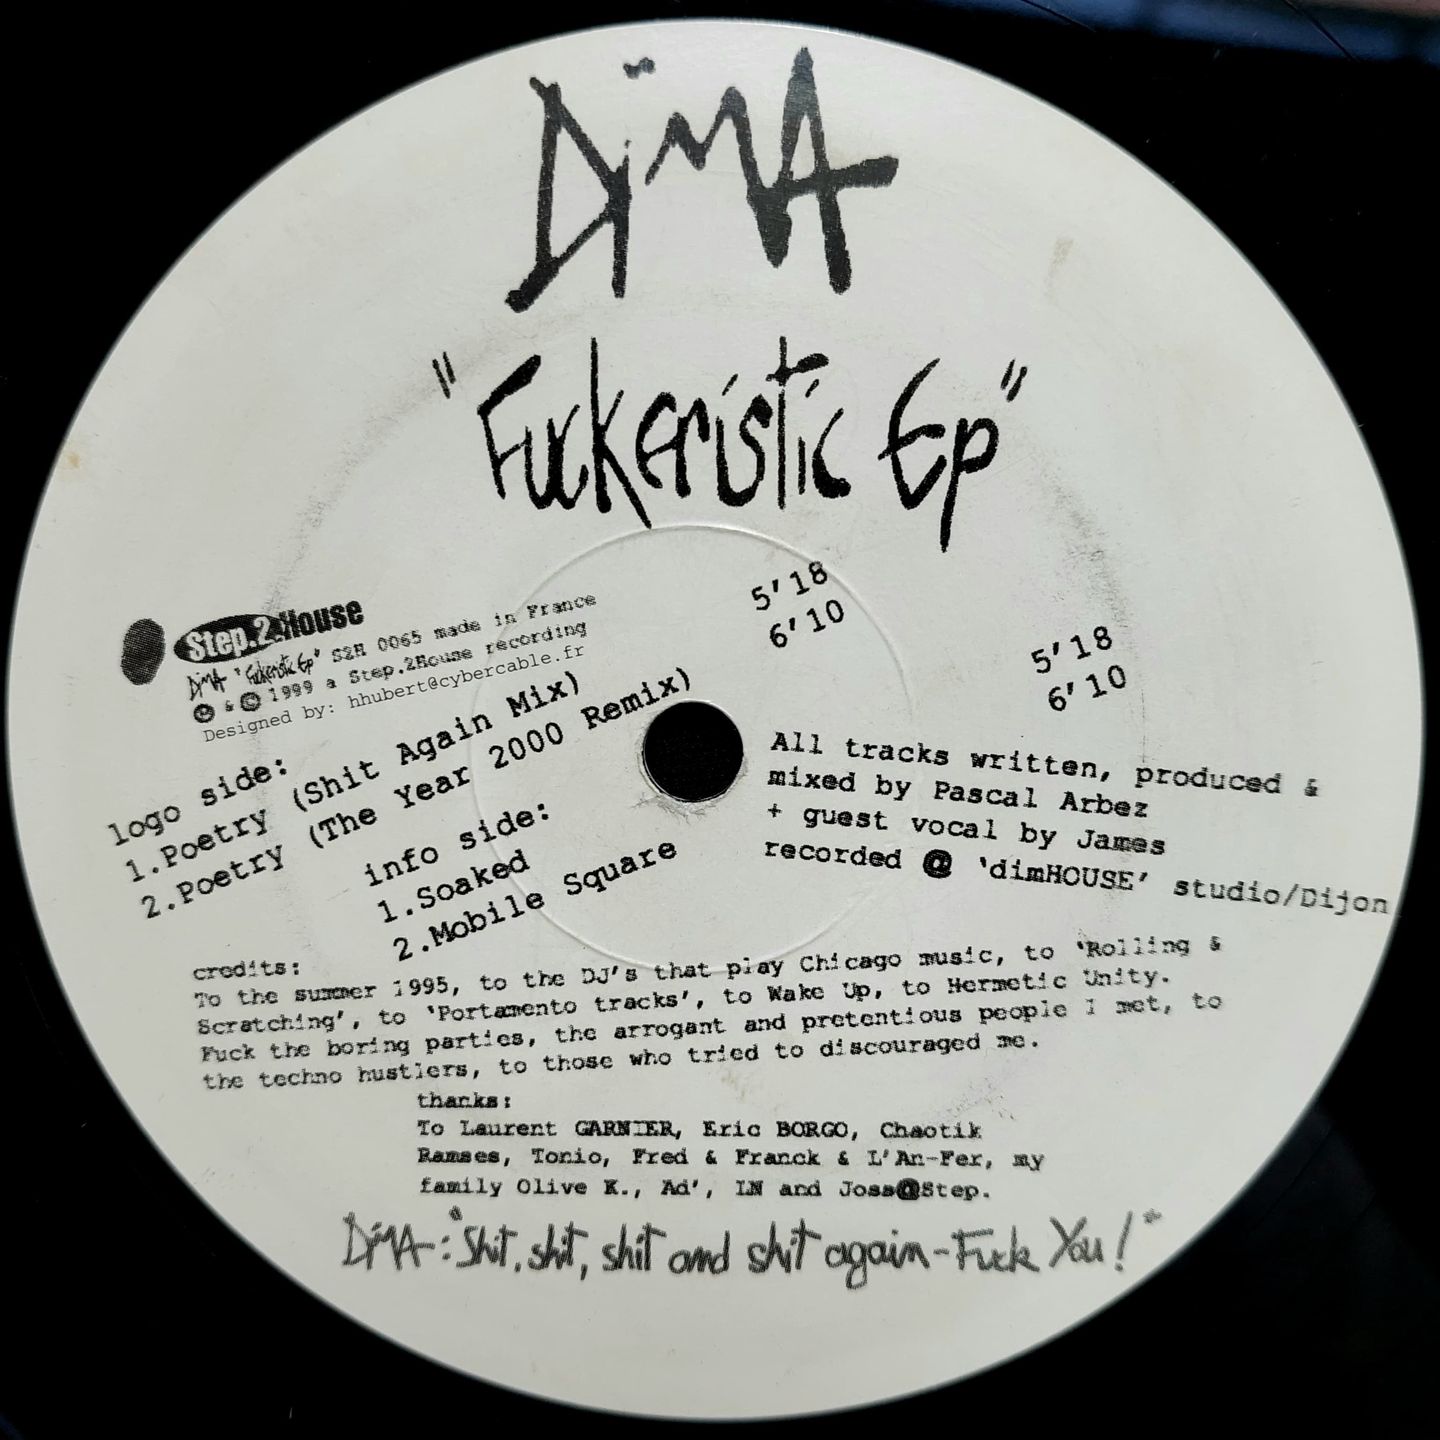 DiMA
"Fuckeristic Ep"
Step.2.House
DiMA "Fuckeristic Ep" S2H 0065 made in France
℗ & © 1999 a Step.2House recording
Designed by: hhubert@cybercable.fr
logo side:
1.Poetry (Shit Again Mix) 5'18
2.Poetry (The Year 2000 Remix) 6'10
info side:
1.Soaked 5'18
2.Mobile Square 6'10
All tracks written, produced &
mixed by Pascal Arbez
+ guest vocal by James
recorded @ 'dimHOUSE' studio/Dijon
credits:
To the summer 1995, to the DJ's that play Chicago music, to 'Rolling &
Scratching', to 'Portamento tracks', to Wake Up, to Hermetic Unity.
Fuck the boring parties, the arrogant and pretentious people I met, to
the techno hustlers, to those who tried to discouraged me.
thanks:
To Laurent GARNIER, Eric BORGO, Chaotik
Ramses, Tonio, Fred & Franck & L'An-Fer, my
family Olive K., Ad', LN and Joss@Step.
DiMA-: "Shit, shit, shit and shit again-Fuck You!"